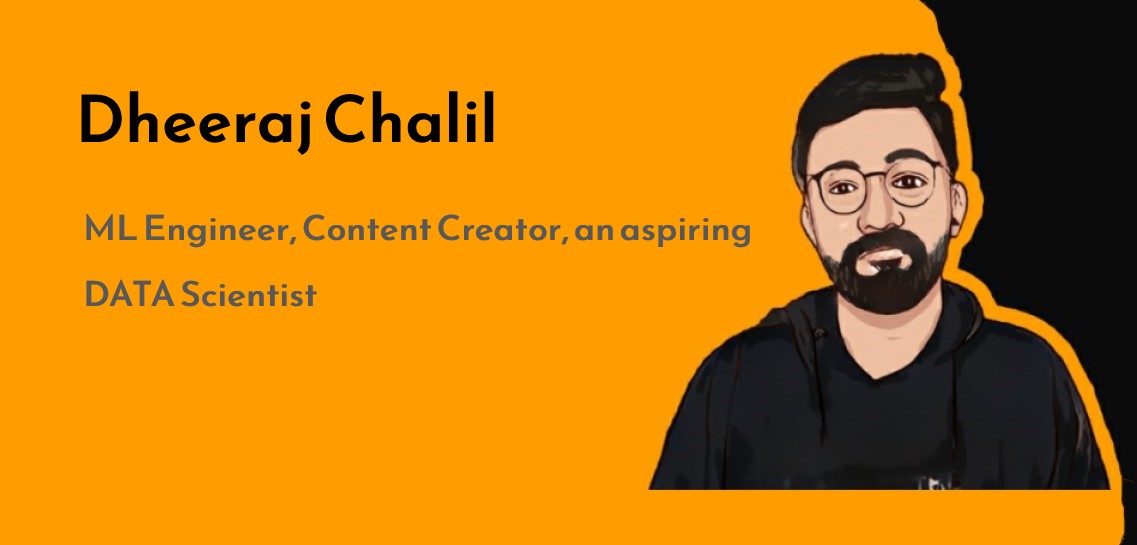 Dheeraj Chalil
ML Engineer, Content Creator, an aspiring
DATA Scientist